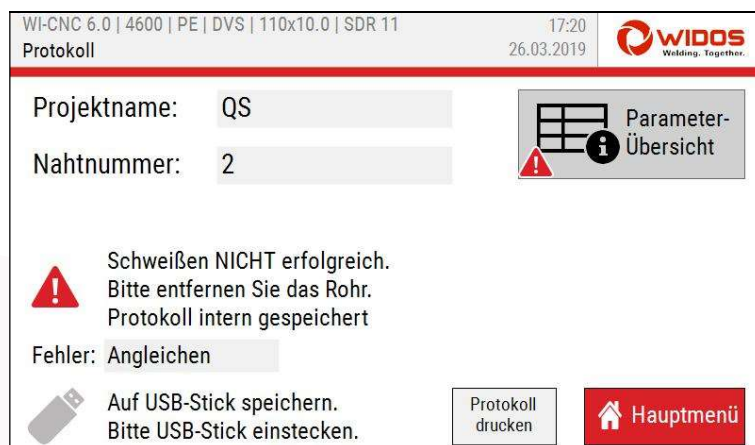 WI-CNC 6.0 | 4600 | PE | DVS | 110x10.0 | SDR 11
17:20
Protokoll
26.03.2019
WIDOS
Welding. Together.
Projektname: QS
Parameter-
Übersicht
Nahtnummer: 2
Schweißen NICHT erfolgreich.
Bitte entfernen Sie das Rohr.
Protokoll intern gespeichert
Fehler: Angleichen
Auf USB-Stick speichern.
Bitte USB-Stick einstecken.
Protokoll
drucken
Hauptmenü